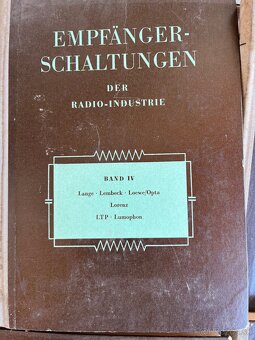 EMPFÄNGER-
SCHALTUNGEN
DER
RADIO-INDUSTRIE
BAND IV
Lange · Lembeck · Loewe/Opta
Lorenz
LTP · Lumophon